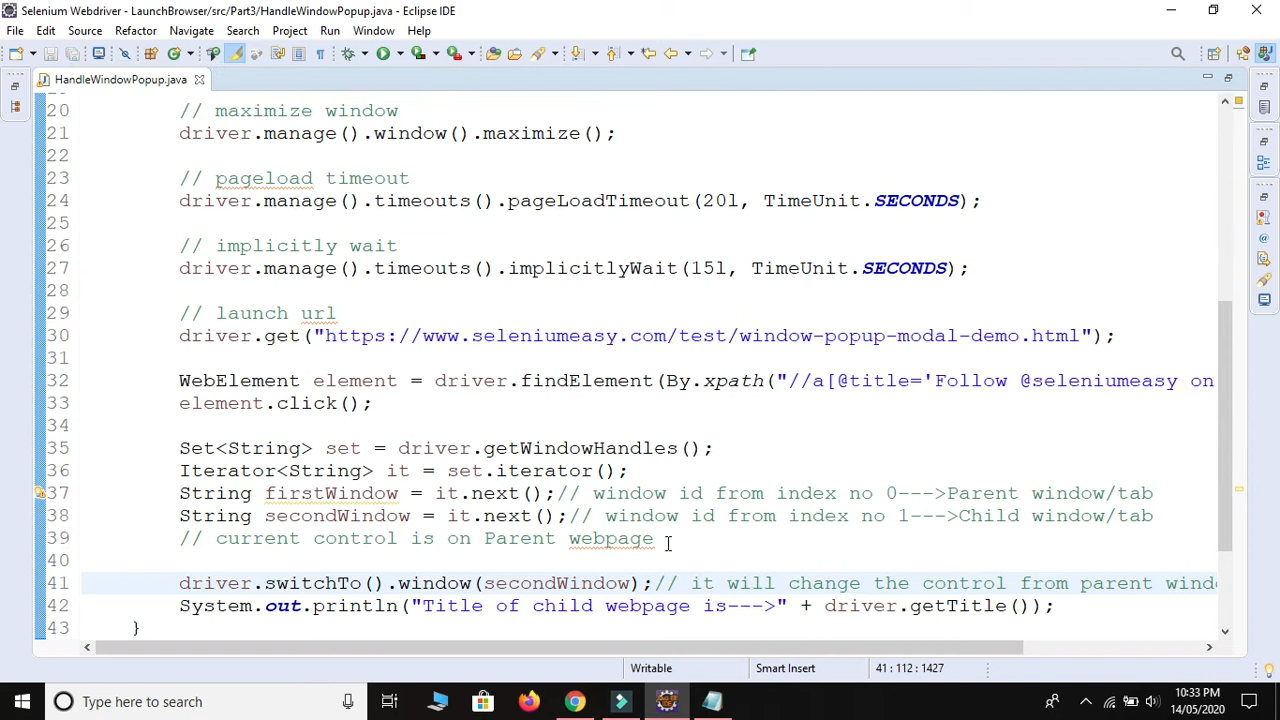 Selenium Webdriver - LaunchBrowser/src/Part3/HandleWindowPopup.java - Eclipse IDE
File Edit Source Refactor Navigate Search Project Run Window Help
HandleWindowPopup.java
20 // maximize window
21 driver.manage().window().maximize();
22
23 // pageload timeout
24 driver.manage().timeouts().pageLoadTimeout(20l, TimeUnit.SECONDS);
25
26 // implicitly wait
27 driver.manage().timeouts().implicitlyWait(15l, TimeUnit.SECONDS);
28
29 // launch url
30 driver.get("https://www.seleniumeasy.com/test/window-popup-modal-demo.html");
31
32 WebElement element = driver.findElement(By.xpath("//a[@title='Follow @seleniumeasy on
33 element.click();
34
35 Set<String> set = driver.getWindowHandles();
36 Iterator<String> it = set.iterator();
37 String firstWindow = it.next();// window id from index no 0--->Parent window/tab
38 String secondWindow = it.next();// window id from index no 1--->Child window/tab
39 // current control is on Parent webpage
40
41 driver.switchTo().window(secondWindow);// it will change the control from parent
42 System.out.println("Title of child webpage is--->" + driver.getTitle());
43 }
Writable Smart Insert 41 : 112 : 1427
Type here to search
10:33 PM
14/05/2020